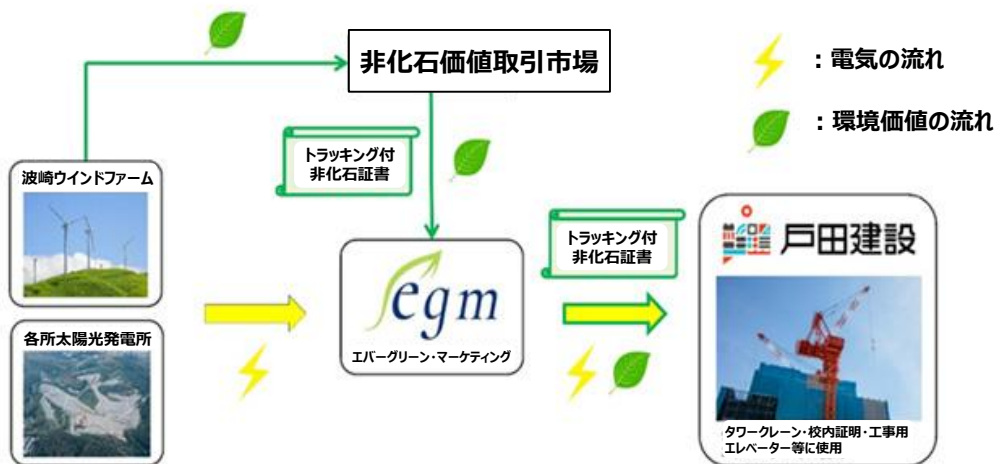 非化石価値取引市場
：電気の流れ
：環境価値の流れ
トラッキング付
非化石証書
波崎ウインドファーム
各所太陽光発電所
egm
エバーグリーン・マーケティング
トラッキング付
非化石証書
戸田建設
タワークレーン・校内証明・工事用
エレベーター等に使用